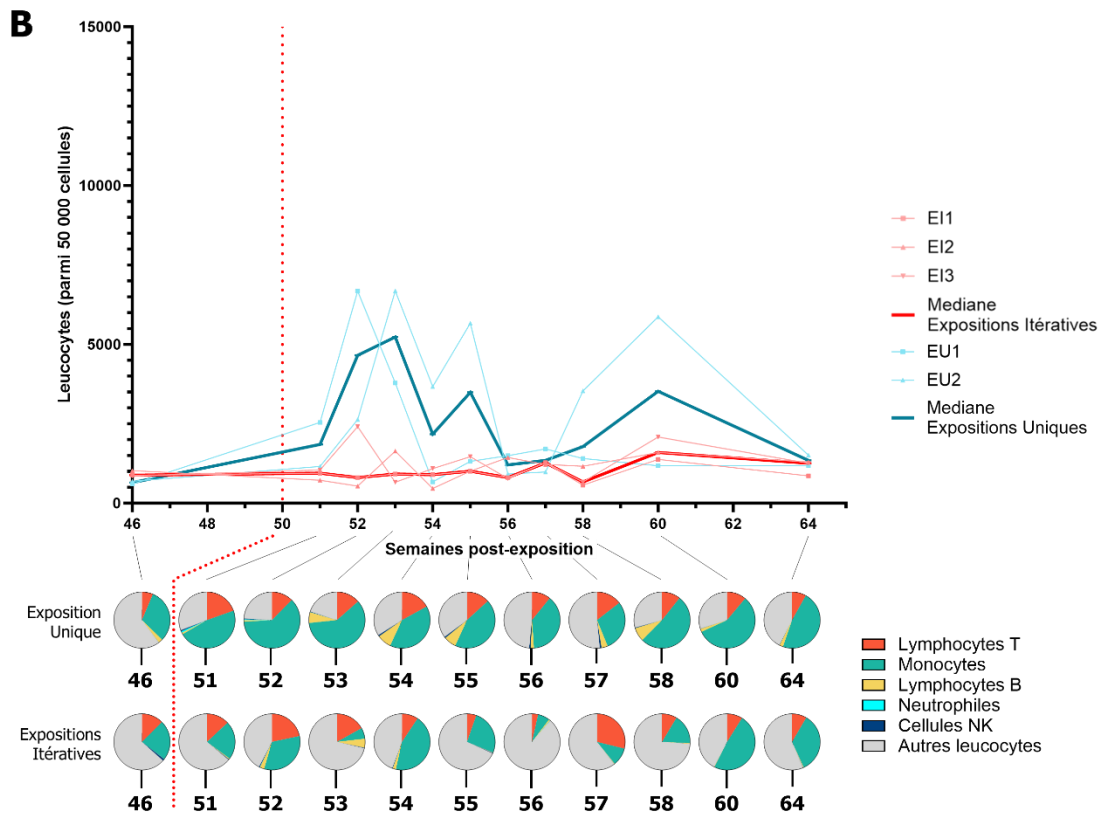 B
Leucocytes (parmi 50 000 cellules)
15000
10000
5000
0
46 48 50 52 54 56 58 60 62 64
Semaines post-exposition
EI1
EI2
EI3
Mediane
Expositions Itératives
EU1
EU2
Mediane
Expositions Uniques
Exposition
Unique
46 51 52 53 54 55 56 57 58 60 64
Expositions
Itératives
46 51 52 53 54 55 56 57 58 60 64
Lymphocytes T
Monocytes
Lymphocytes B
Neutrophiles
Cellules NK
Autres leucocytes